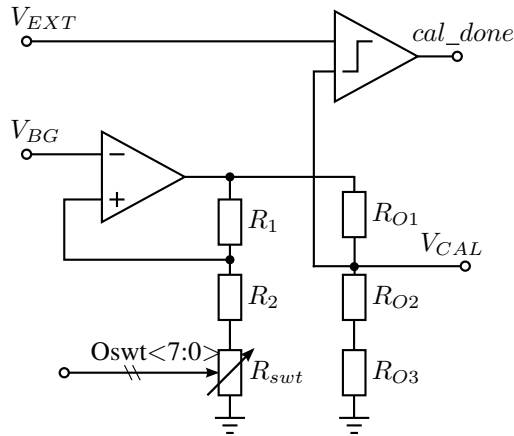 V_EXT
cal_done
V_BG
−
+
R_1
R_O1
V_CAL
R_2
R_O2
Oswt<7:0>
R_swt
R_O3